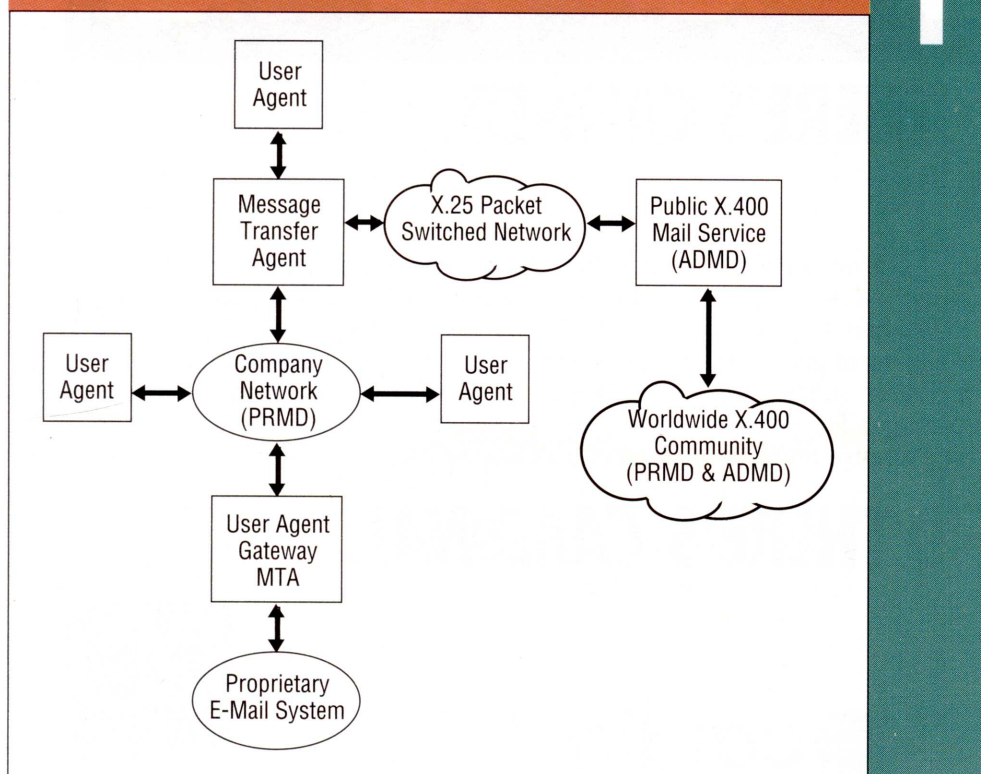 User
Agent
Message
Transfer
Agent
X.25 Packet
Switched Network
Public X.400
Mail Service
(ADMD)
User
Agent
Company
Network
(PRMD)
User
Agent
Worldwide X.400
Community
(PRMD & ADMD)
User Agent
Gateway
MTA
Proprietary
E-Mail System